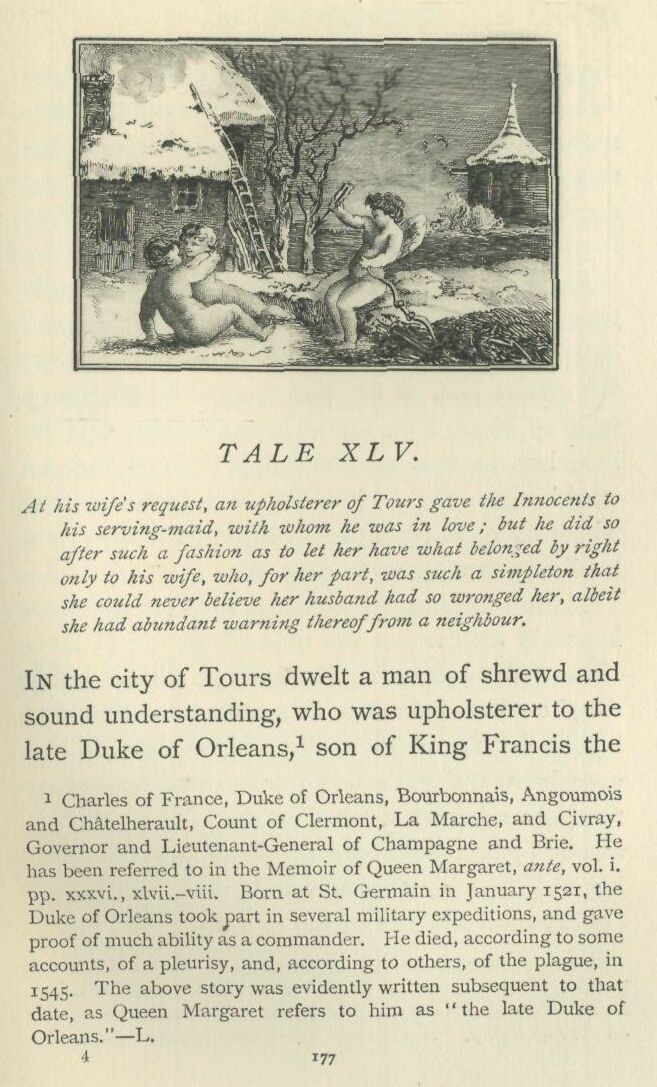 TALE XLV.
At his wife's request, an upholsterer of Tours gave the Innocents to
his serving-maid, with whom he was in love; but he did so
after such a fashion as to let her have what belonged by right
only to his wife, who, for her part, was such a simpleton that
she could never believe her husband had so wronged her, albeit
she had abundant warning thereof from a neighbour.
IN the city of Tours dwelt a man of shrewd and
sound understanding, who was upholsterer to the
late Duke of Orleans,¹ son of King Francis the
¹ Charles of France, Duke of Orleans, Bourbonnais, Angoumois
and Châtelherault, Count of Clermont, La Marche, and Civray,
Governor and Lieutenant-General of Champagne and Brie. He
has been referred to in the Memoir of Queen Margaret, ante, vol. i.
pp. xxxvi., xlvii.-viii. Born at St. Germain in January 1521, the
Duke of Orleans took part in several military expeditions, and gave
proof of much ability as a commander. He died, according to some
accounts, of a pleurisy, and, according to others, of the plague, in
1545. The above story was evidently written subsequent to that
date, as Queen Margaret refers to him as "the late Duke of
Orleans."—L.
4 177